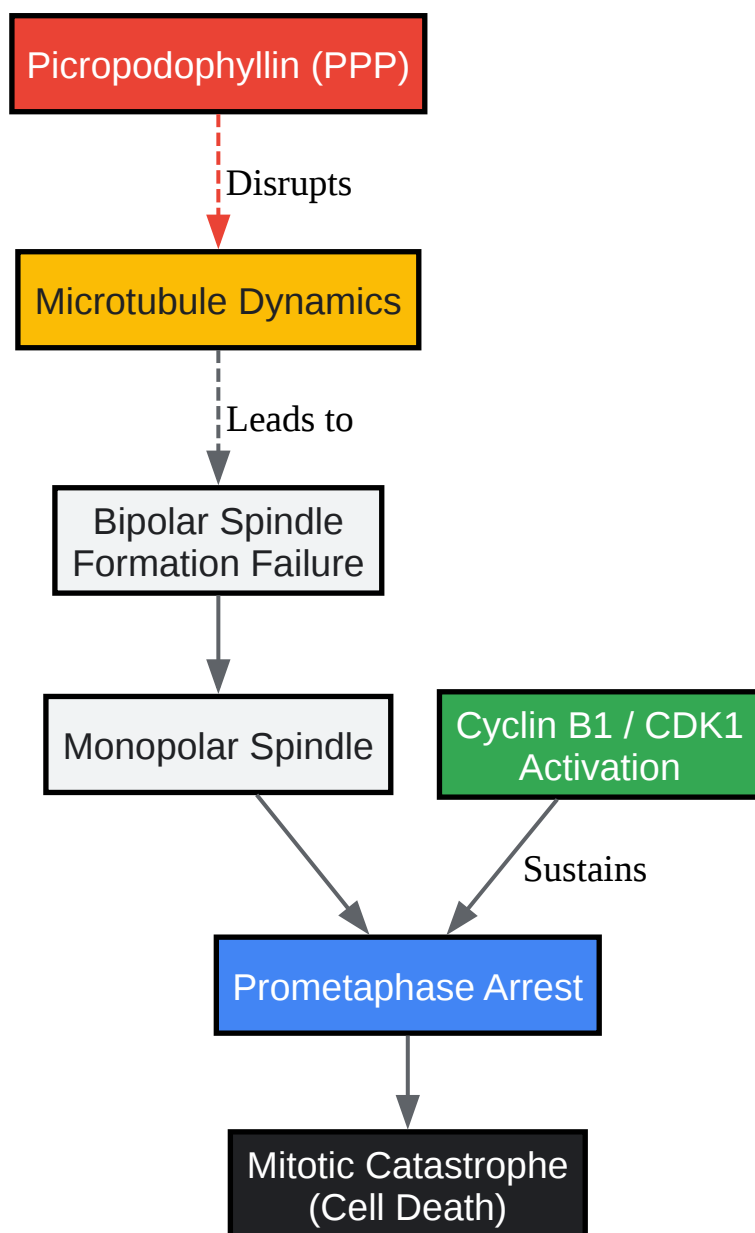 Picropodophyllin (PPP)
Disrupts
Microtubule Dynamics
Leads to
Bipolar Spindle
Formation Failure
Monopolar Spindle
Cyclin B1 / CDK1
Activation
Sustains
Prometaphase Arrest
Mitotic Catastrophe
(Cell Death)